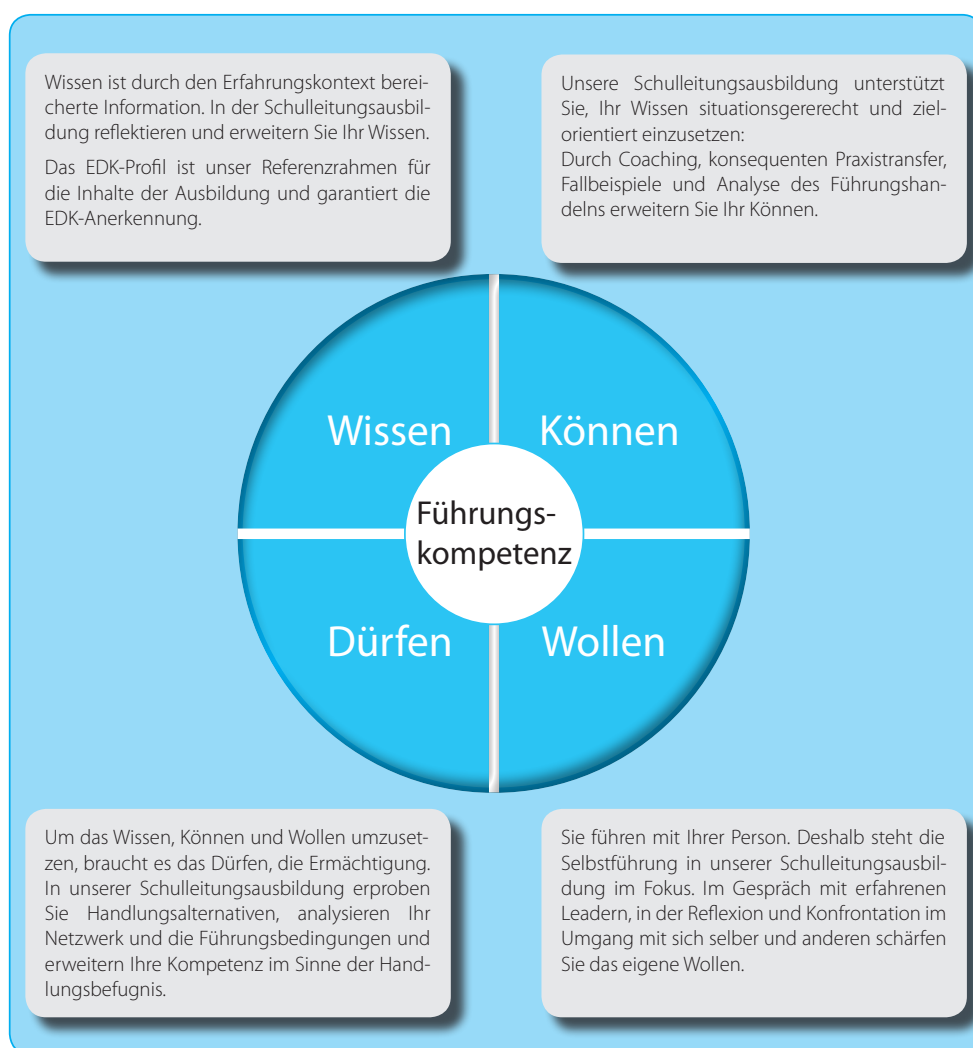 Wissen ist durch den Erfahrungskontext berei-
cherte Information. In der Schulleitungsausbil-
dung reflektieren und erweitern Sie Ihr Wissen.
Das EDK-Profil ist unser Referenzrahmen für
die Inhalte der Ausbildung und garantiert die
EDK-Anerkennung.
Unsere Schulleitungsausbildung unterstützt
Sie, Ihr Wissen situationsgererecht und ziel-
orientiert einzusetzen:
Durch Coaching, konsequenten Praxistransfer,
Fallbeispiele und Analyse des Führungshan-
delns erweitern Sie Ihr Können.
Wissen
Können
Führungs-
kompetenz
Dürfen
Wollen
Um das Wissen, Können und Wollen umzuset-
zen, braucht es das Dürfen, die Ermächtigung.
In unserer Schulleitungsausbildung erproben
Sie Handlungsalternativen, analysieren Ihr
Netzwerk und die Führungsbedingungen und
erweitern Ihre Kompetenz im Sinne der Hand-
lungsbefugnis.
Sie führen mit Ihrer Person. Deshalb steht die
Selbstführung in unserer Schulleitungsausbil-
dung im Fokus. Im Gespräch mit erfahrenen
Leadern, in der Reflexion und Konfrontation im
Umgang mit sich selber und anderen schärfen
Sie das eigene Wollen.